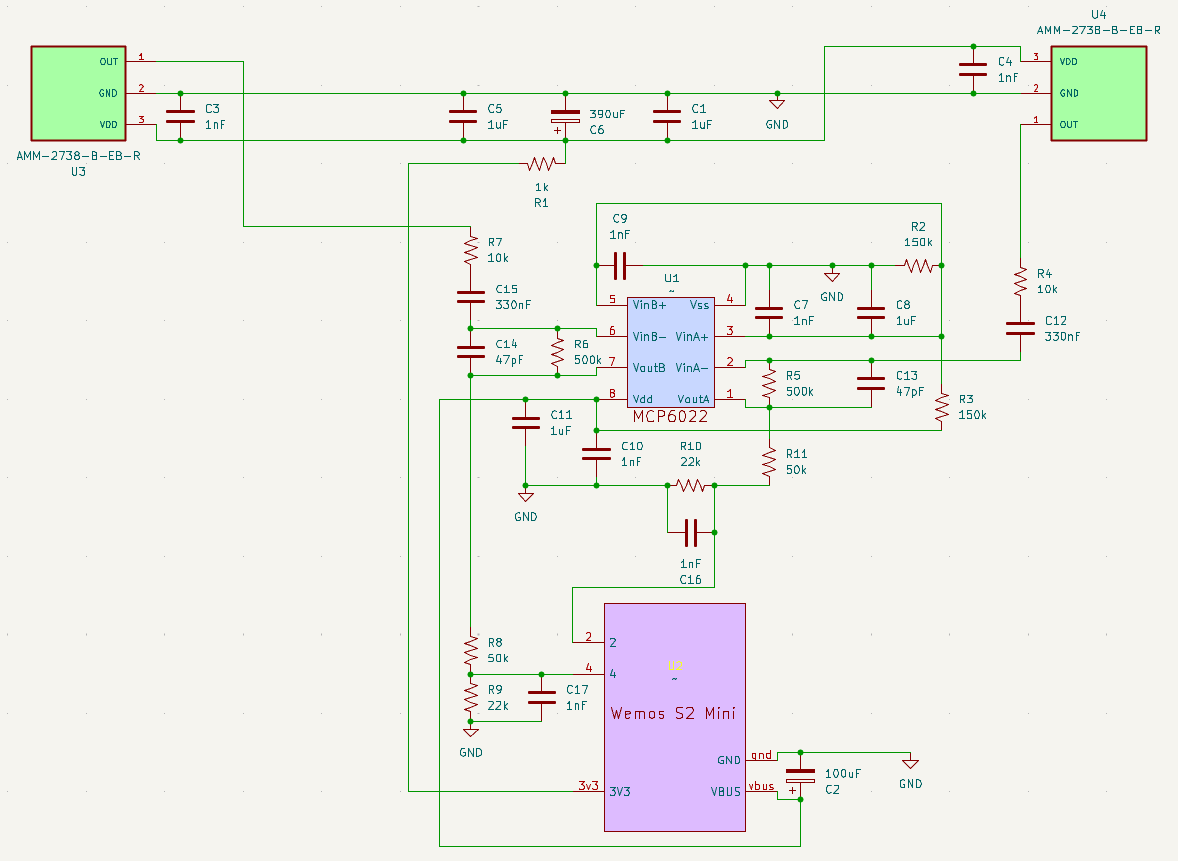 U4
AMM-2738-B-EB-R
OUT 1
GND 2
VDD 3
AMM-2738-B-EB-R
U3
C3
1nF
C5
1uF
390uF
C6
+
C1
1uF
GND
C4
1nF
3 VDD
2 GND
1 OUT
1k
R1
R7
10k
C15
330nF
C14
47pF
R6
500k
C9
1nF
R2
150k
U1
~
5 VinB+
6 VinB-
7 VoutB
8 Vdd
Vss 4
VinA+ 3
VinA- 2
VoutA 1
MCP6022
C7
1nF
GND
C8
1uF
R4
10k
C12
330nF
R5
500k
C13
47pF
R3
150k
C11
1uF
C10
1nF
R10
22k
R11
50k
GND
1nF
C16
R8
50k
R9
22k
C17
1nF
GND
2 2
4 4
U2
~
Wemos S2 Mini
3v3 3V3
GND gnd
VBUS vbus
100uF
C2
+
GND